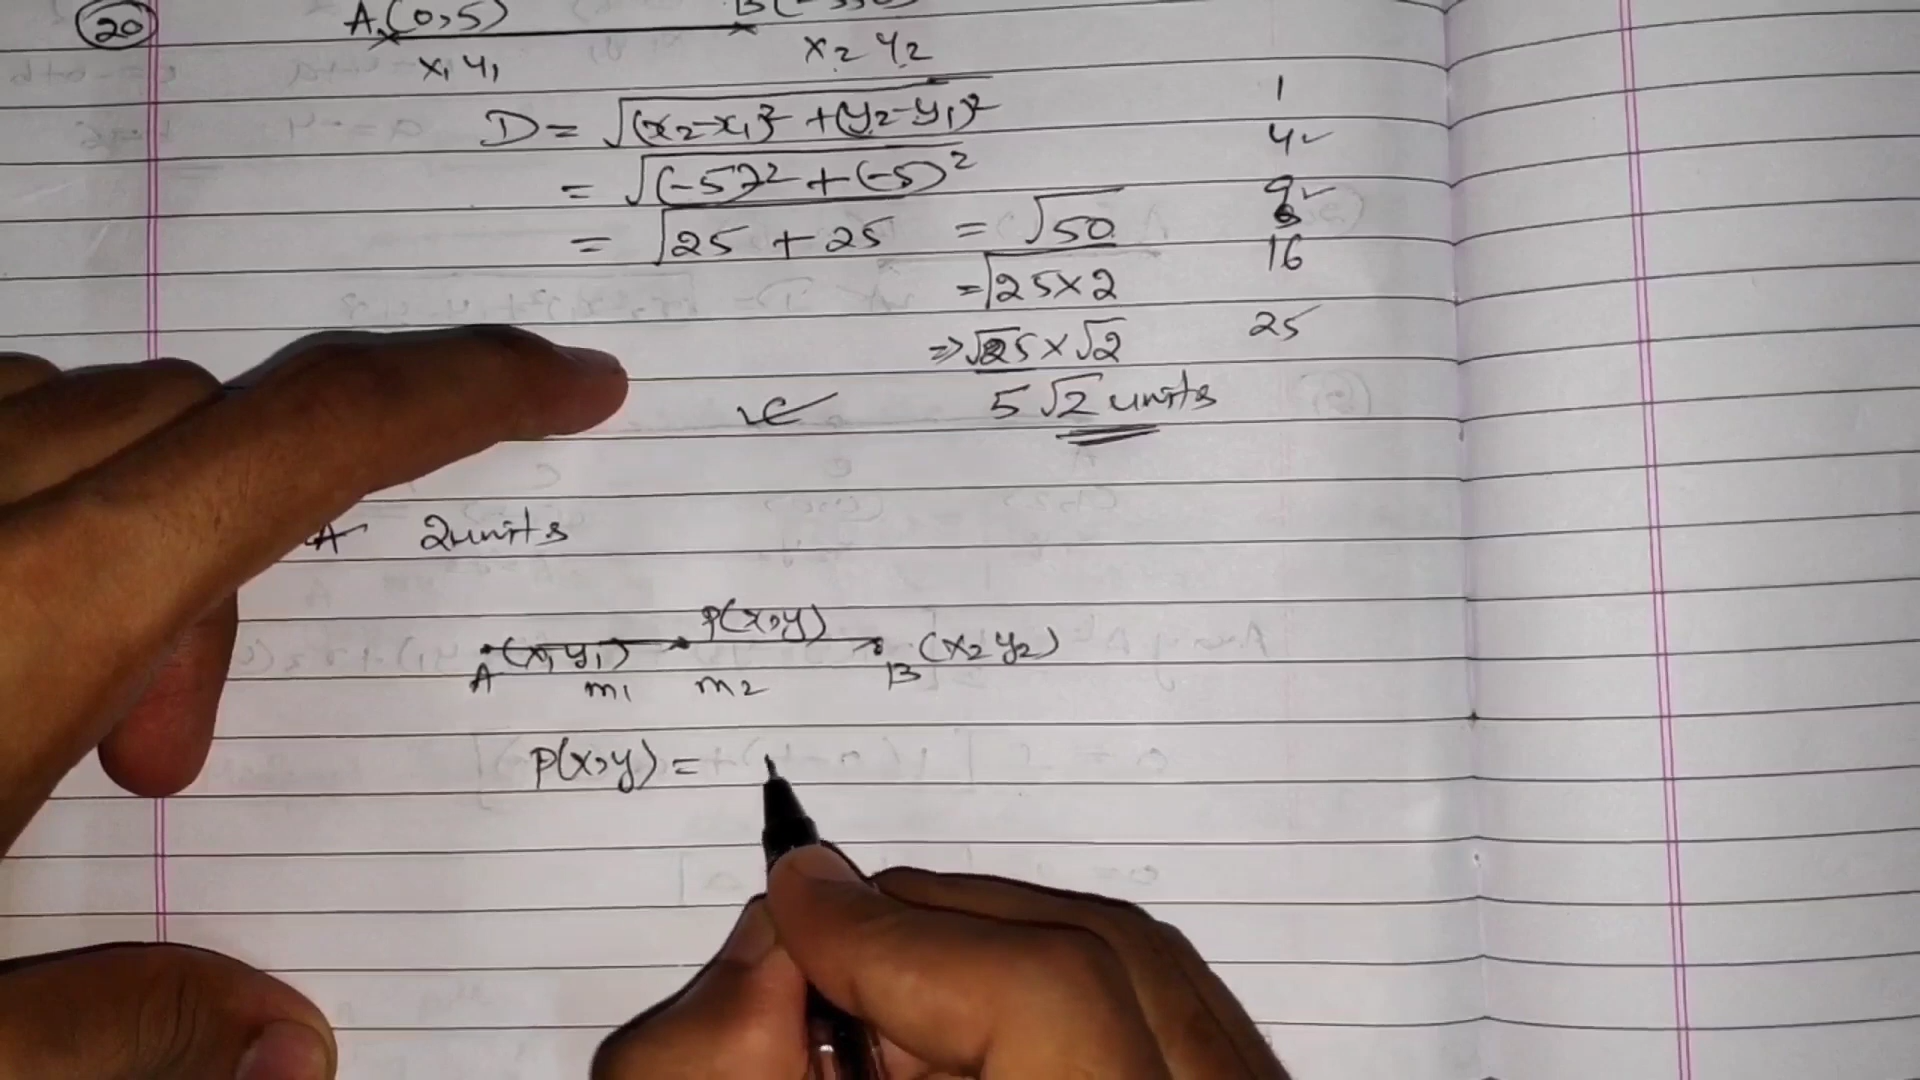 20 A(0,5) B(-5,0)
x₁ y₁ x₂ y₂
D = √(x₂-x₁)² + (y₂-y₁)²
= √(-5)² + (-5)²
= √25 + 25 = √50
= √25×2
⇒ √25 × √2
C 5√2 units
1
4
9
16
25
A 2units
P(x,y)
A (x₁ y₁) B (x₂ y₂)
m₁ m₂
P(x,y) =